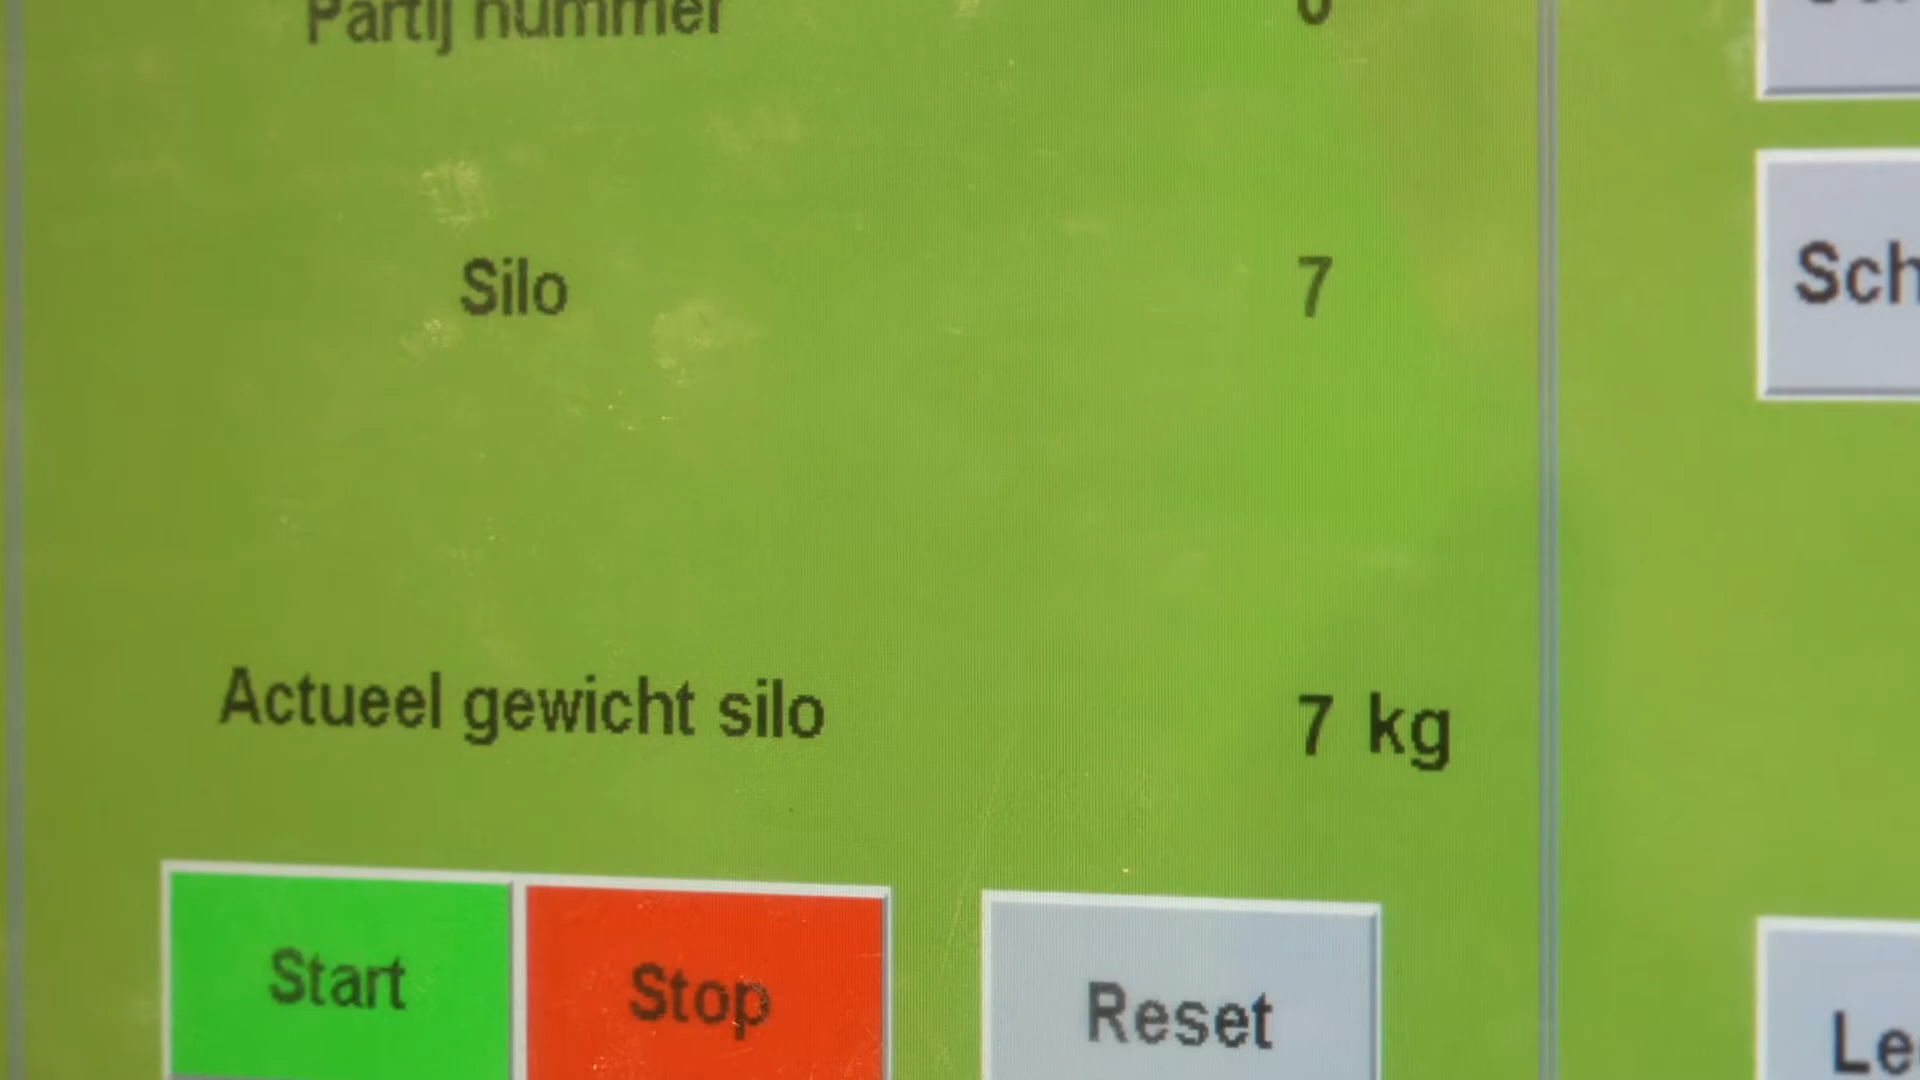 Partij nummer
Silo 7
Sch
Actueel gewicht silo 7 kg
Start Stop Reset
Le